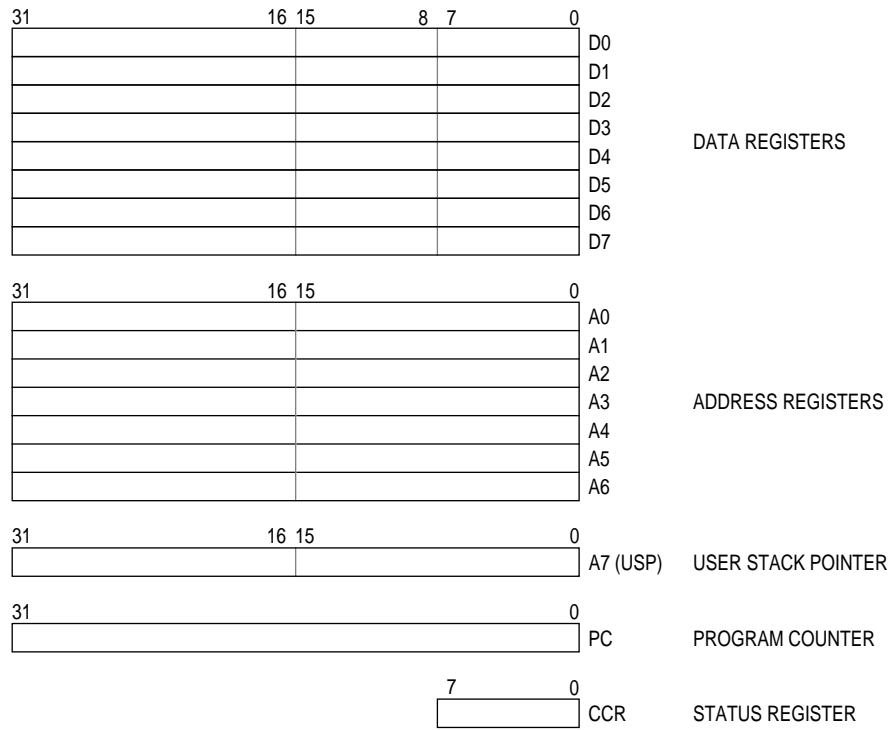 31 16 15 8 7 0
D0
D1
D2
D3
D4
D5
D6
D7
DATA REGISTERS
31 16 15 0
A0
A1
A2
A3
A4
A5
A6
ADDRESS REGISTERS
31 16 15 0
A7 (USP) USER STACK POINTER
31 0
PC PROGRAM COUNTER
7 0
CCR STATUS REGISTER